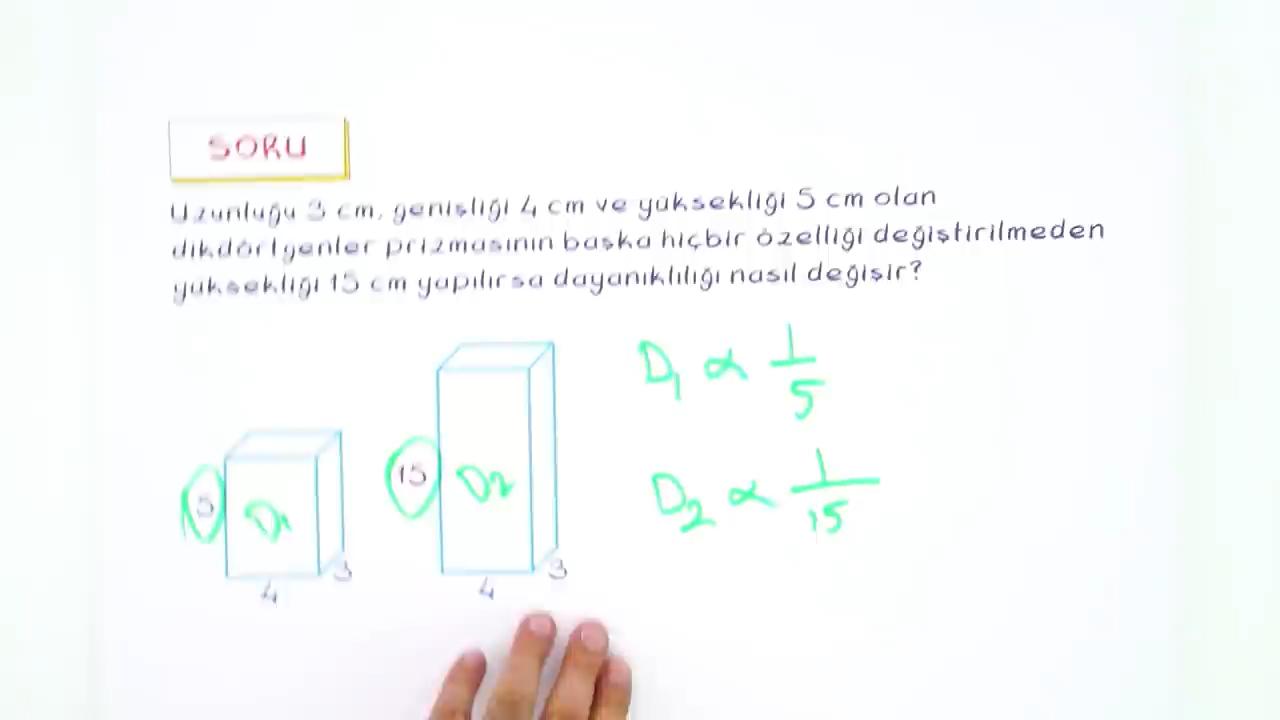 SORU
Uzunluğu 3 cm, genişliği 4 cm ve yüksekliği 5 cm olan
dikdörtgenler prizmasının başka hiçbir özelliği değiştirilmeden
yüksekliği 15 cm yapılırsa dayanıklılığı nasıl değişir?
D1 ∝ 1/5
D2 ∝ 1/15
5 D1 4 3
15 D2 4 3